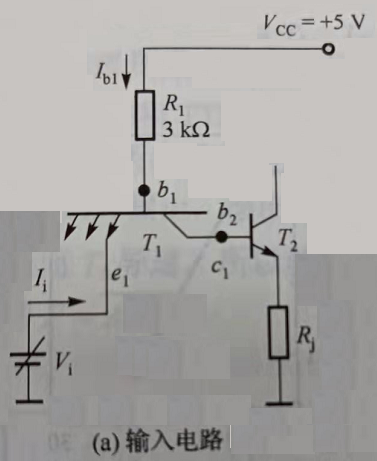 V_CC = +5 V
I_b1
R_1
3 kΩ
b_1
b_2
T_1
T_2
c_1
e_1
I_i
R_j
V_i
(a) 输入电路